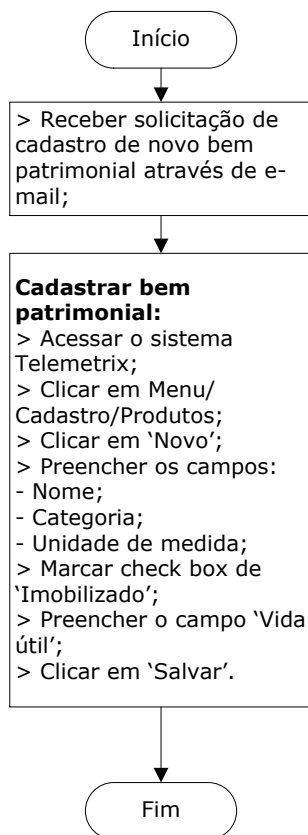 Início
> Receber solicitação de
cadastro de novo bem
patrimonial através de e-
mail;
Cadastrar bem
patrimonial:
> Acessar o sistema
Telemetrix;
> Clicar em Menu/
Cadastro/Produtos;
> Clicar em ‘Novo’;
> Preencher os campos:
- Nome;
- Categoria;
- Unidade de medida;
> Marcar check box de
‘Imobilizado’;
> Preencher o campo ‘Vida
útil’;
> Clicar em ‘Salvar’.
Fim